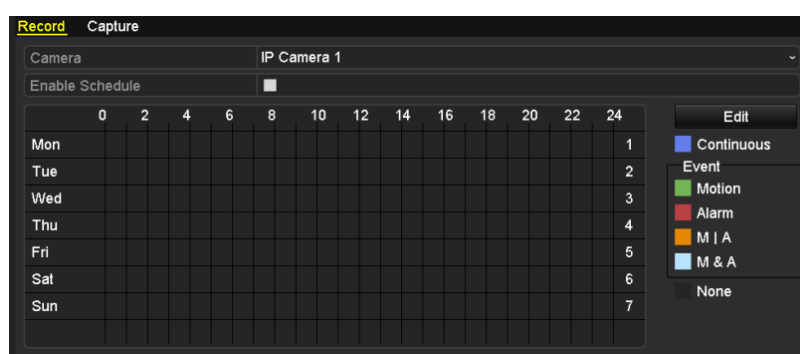 Record Capture
Camera IP Camera 1
Enable Schedule
0 2 4 6 8 10 12 14 16 18 20 22 24 Edit
Mon 1 Continuous
Event
Tue 2
Motion
Wed 3
Alarm
Thu 4
M | A
Fri 5
M & A
Sat 6
None
Sun 7